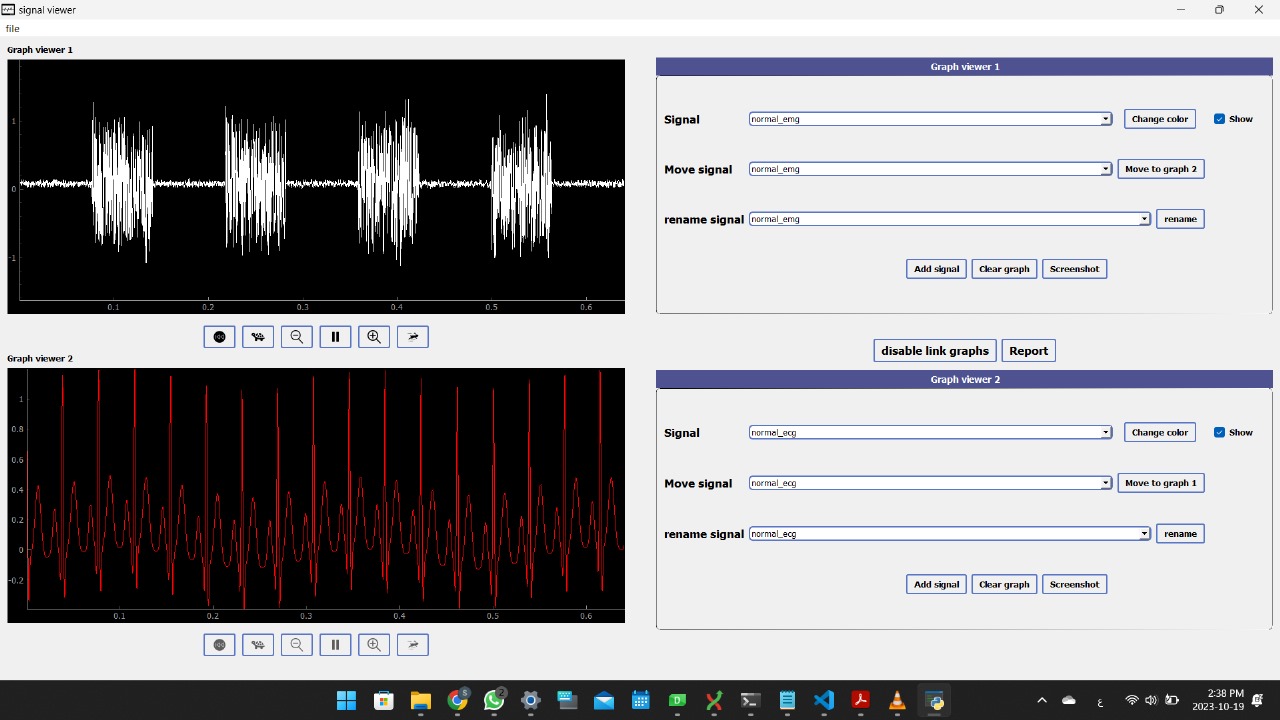 signal viewer
file
Graph viewer 1
1
0
-1
0.1 0.2 0.3 0.4 0.5 0.6
Graph viewer 1
Signal normal_emg Change color Show
Move signal normal_emg Move to graph 2
rename signal normal_emg rename
Add signal Clear graph Screenshot
disable link graphs Report
Graph viewer 2
1
0.8
0.6
0.4
0.2
0
-0.2
0.1 0.2 0.3 0.4 0.5 0.6
Graph viewer 2
Signal normal_ecg Change color Show
Move signal normal_ecg Move to graph 1
rename signal normal_ecg rename
Add signal Clear graph Screenshot
S
2
D
ع
2:38 PM
2023-10-19